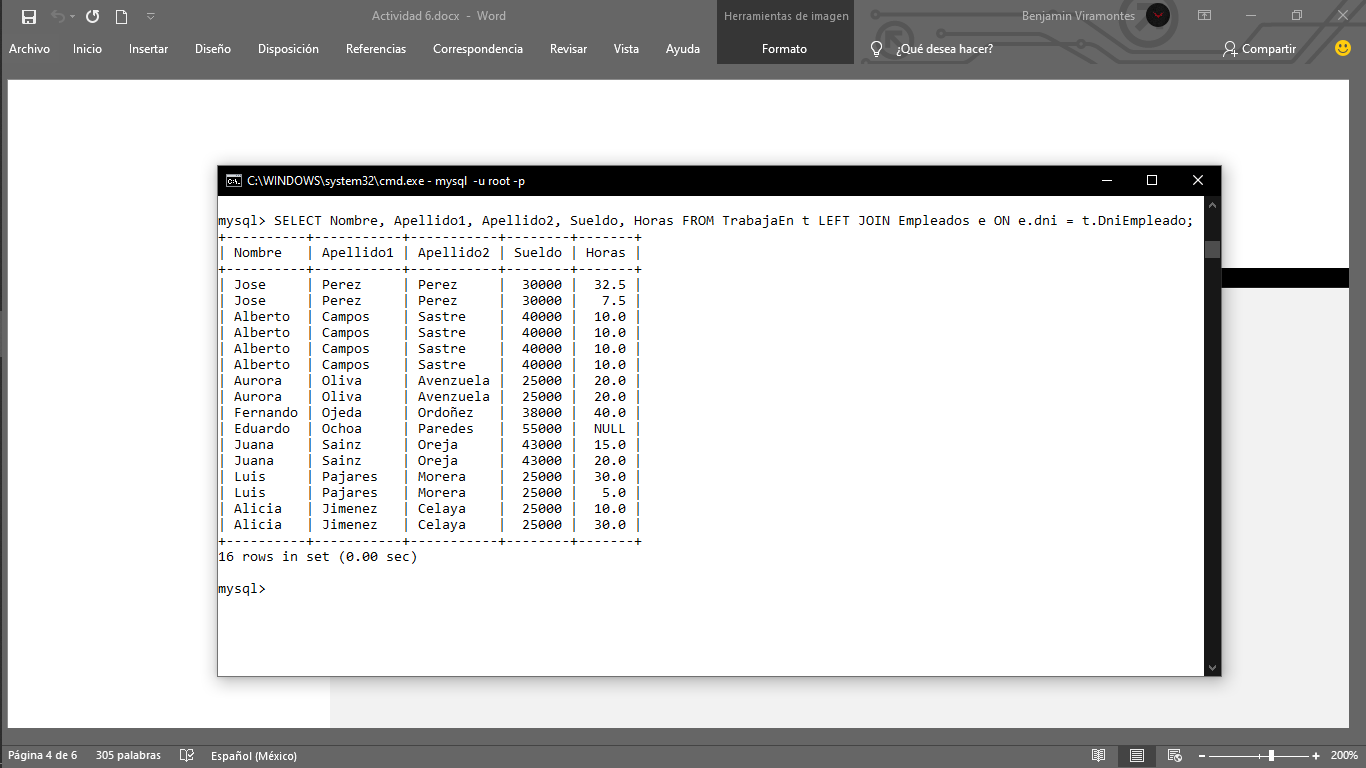 Actividad 6.docx - Word
Herramientas de imagen
Benjamin Viramontes
Archivo Inicio Insertar Diseño Disposición Referencias Correspondencia Revisar Vista Ayuda Formato ¿Qué desea hacer? Compartir
C:\WINDOWS\system32\cmd.exe - mysql -u root -p
mysql> SELECT Nombre, Apellido1, Apellido2, Sueldo, Horas FROM TrabajaEn t LEFT JOIN Empleados e ON e.dni = t.DniEmpleado;
+----------+-----------+-----------+--------+-------+
| Nombre   | Apellido1 | Apellido2 | Sueldo | Horas |
+----------+-----------+-----------+--------+-------+
| Jose     | Perez     | Perez     |  30000 |  32.5 |
| Jose     | Perez     | Perez     |  30000 |   7.5 |
| Alberto  | Campos    | Sastre    |  40000 |  10.0 |
| Alberto  | Campos    | Sastre    |  40000 |  10.0 |
| Alberto  | Campos    | Sastre    |  40000 |  10.0 |
| Alberto  | Campos    | Sastre    |  40000 |  10.0 |
| Aurora   | Oliva     | Avenzuela |  25000 |  20.0 |
| Aurora   | Oliva     | Avenzuela |  25000 |  20.0 |
| Fernando | Ojeda     | Ordoñez   |  38000 |  40.0 |
| Eduardo  | Ochoa     | Paredes   |  55000 |  NULL |
| Juana    | Sainz     | Oreja     |  43000 |  15.0 |
| Juana    | Sainz     | Oreja     |  43000 |  20.0 |
| Luis     | Pajares   | Morera    |  25000 |  30.0 |
| Luis     | Pajares   | Morera    |  25000 |   5.0 |
| Alicia   | Jimenez   | Celaya    |  25000 |  10.0 |
| Alicia   | Jimenez   | Celaya    |  25000 |  30.0 |
+----------+-----------+-----------+--------+-------+
16 rows in set (0.00 sec)
mysql>
Página 4 de 6 305 palabras Español (México) 200%